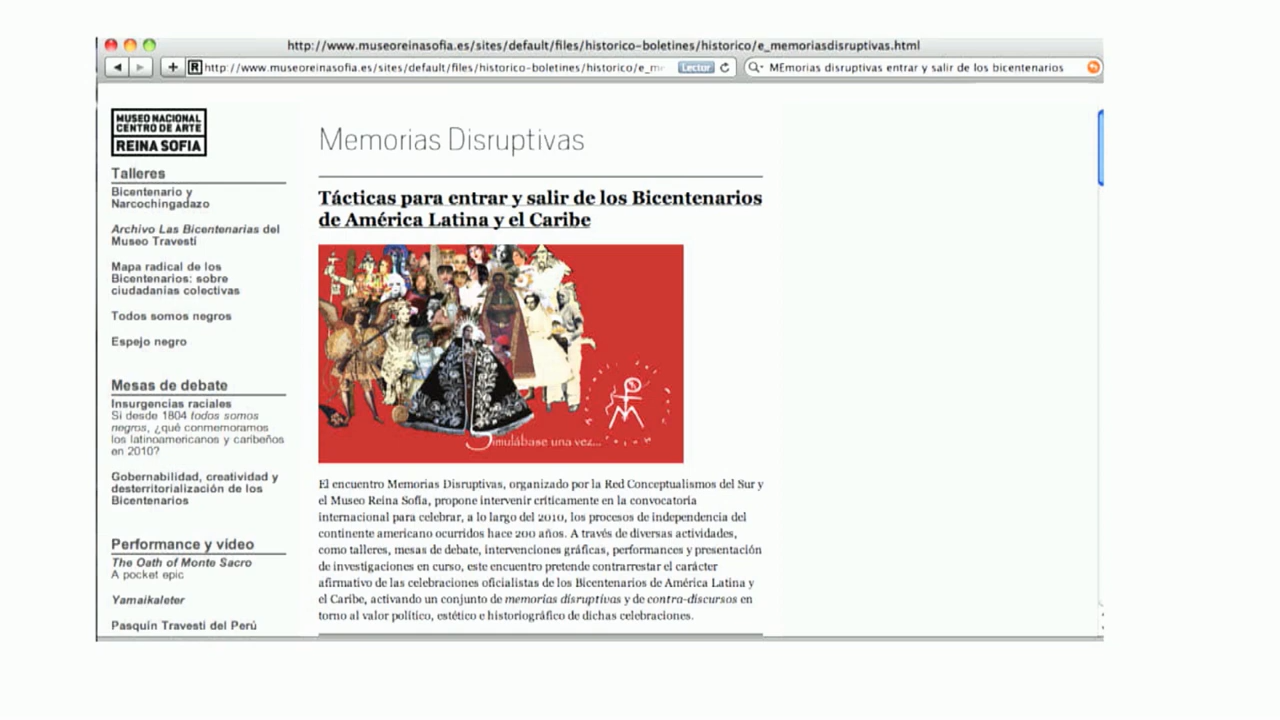 http://www.museoreinasofia.es/sites/default/files/historico-boletines/historico/e_memoriasdisruptivas.html
http://www.museoreinasofia.es/sites/default/files/historico-boletines/historico/e_me
Lector
MEmorias disruptivas entrar y salir de los bicentenarios
MUSEO NACIONAL
CENTRO DE ARTE
REINA SOFIA
Talleres
Bicentenario y
Narcochingadazo
Archivo Las Bicentenarias del
Museo Travesti
Mapa radical de los
Bicentenarios: sobre
ciudadanías colectivas
Todos somos negros
Espejo negro
Mesas de debate
Insurgencias raciales
Si desde 1804 todos somos
negros, ¿qué conmemoramos
los latinoamericanos y caribeños
en 2010?
Gobernabilidad, creatividad y
desterritorialización de los
Bicentenarios
Performance y vídeo
The Oath of Monte Sacro
A pocket epic
Yamaikaleter
Pasquín Travesti del Perú
Memorias Disruptivas
Tácticas para entrar y salir de los Bicentenarios
de América Latina y el Caribe
Simulábase una vez...
El encuentro Memorias Disruptivas, organizado por la Red Conceptualismos del Sur y
el Museo Reina Sofía, propone intervenir críticamente en la convocatoria
internacional para celebrar, a lo largo del 2010, los procesos de independencia del
continente americano ocurridos hace 200 años. A través de diversas actividades,
como talleres, mesas de debate, intervenciones gráficas, performances y presentación
de investigaciones en curso, este encuentro pretende contrarrestar el carácter
afirmativo de las celebraciones oficialistas de los Bicentenarios de América Latina y
el Caribe, activando un conjunto de memorias disruptivas y de contra-discursos en
torno al valor político, estético e historiográfico de dichas celebraciones.